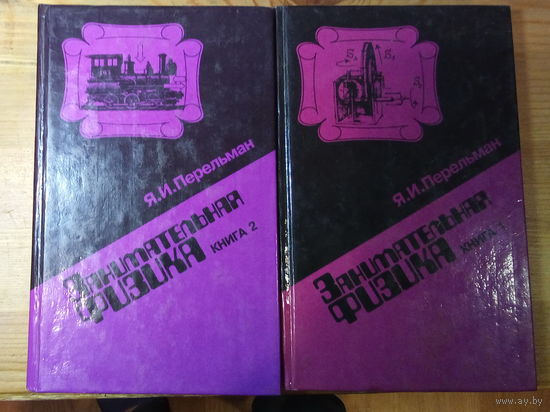 Я.И.Перельман
ЗАНИМАТЕЛЬНАЯ
ФИЗИКА
КНИГА 2
Я.И.Перельман
ЗАНИМАТЕЛЬНАЯ
ФИЗИКА
КНИГА 1
www.ay.by